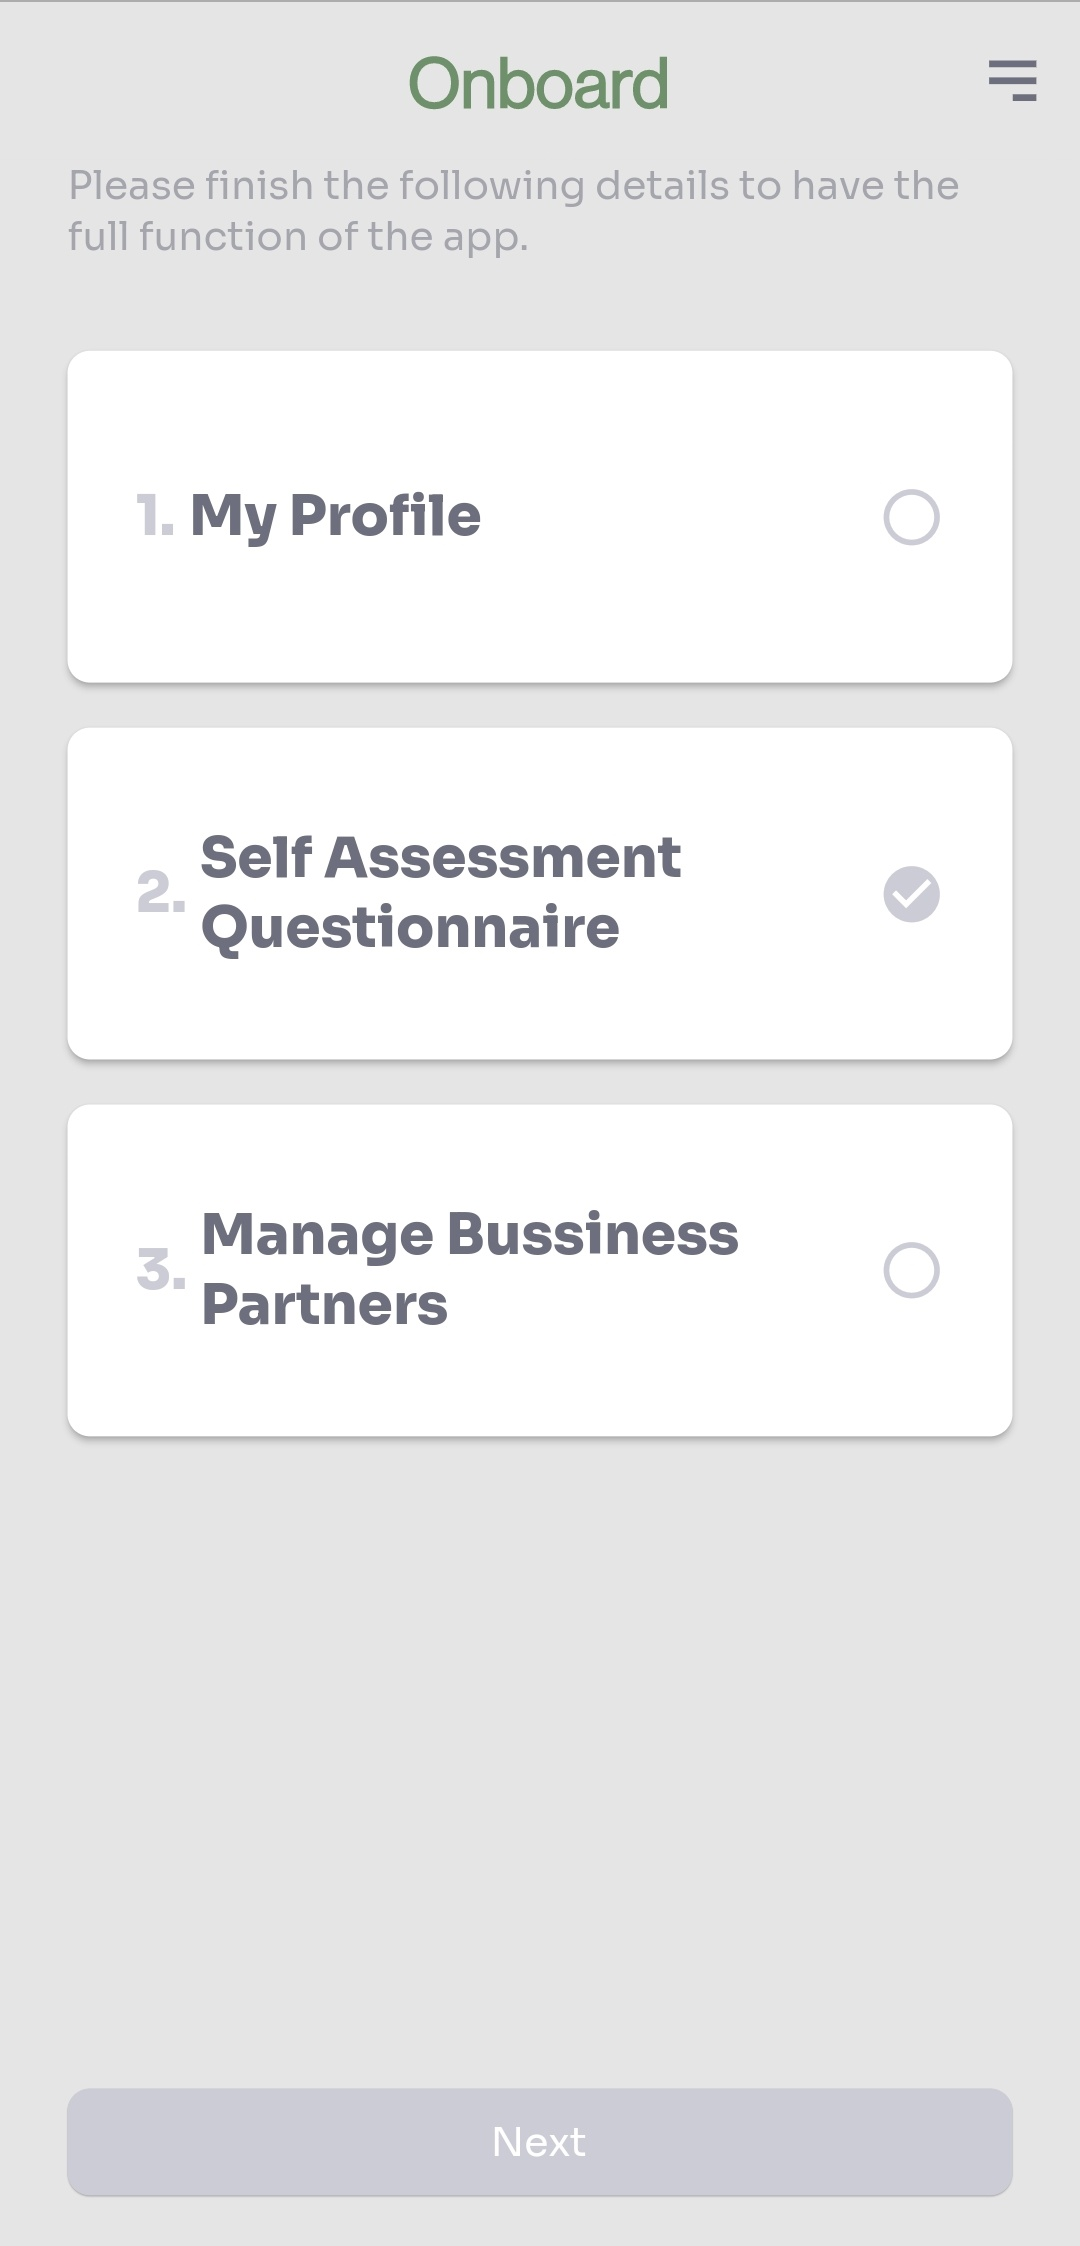 Onboard
Please finish the following details to have the
full function of the app.
1. My Profile
2. Self Assessment
Questionnaire
3. Manage Bussiness
Partners
Next